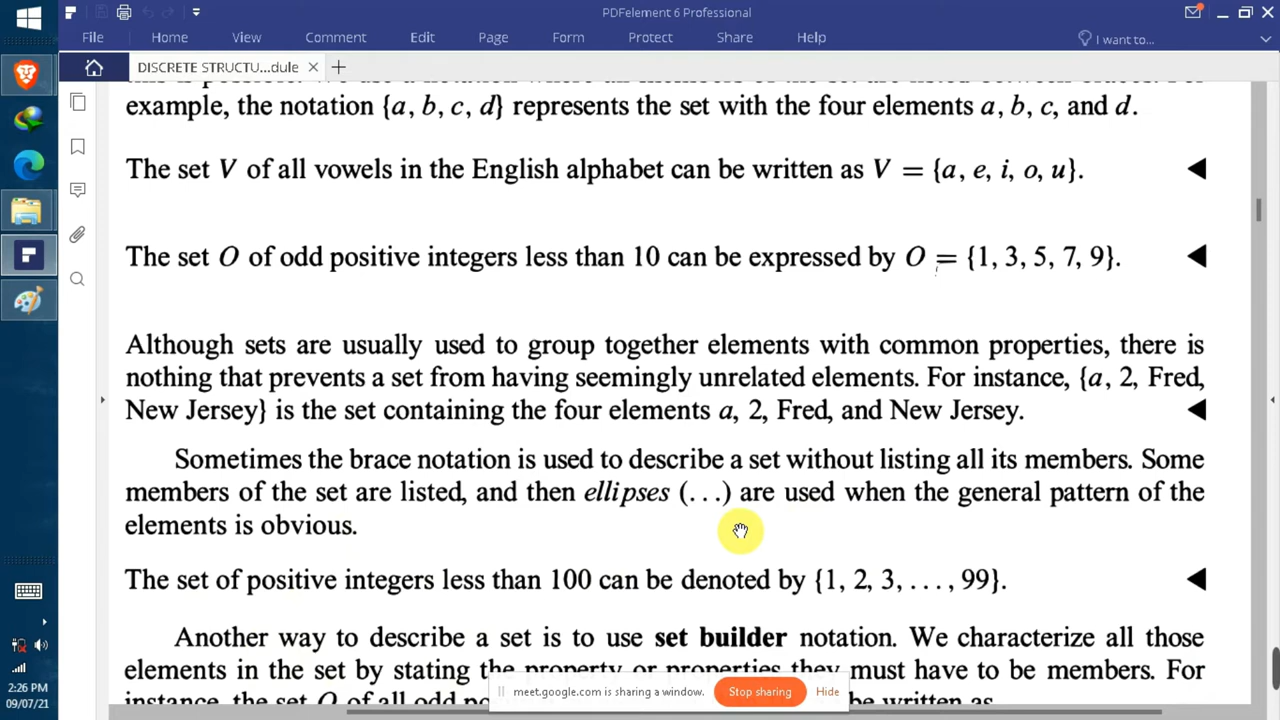 PDFelement 6 Professional
File Home View Comment Edit Page Form Protect Share Help I want to...
DISCRETE STRUCTU...dule
example, the notation {a, b, c, d} represents the set with the four elements a, b, c, and d.
The set V of all vowels in the English alphabet can be written as V = {a, e, i, o, u}.
The set O of odd positive integers less than 10 can be expressed by O = {1, 3, 5, 7, 9}.
Although sets are usually used to group together elements with common properties, there is
nothing that prevents a set from having seemingly unrelated elements. For instance, {a, 2, Fred,
New Jersey} is the set containing the four elements a, 2, Fred, and New Jersey.
Sometimes the brace notation is used to describe a set without listing all its members. Some
members of the set are listed, and then ellipses (. . .) are used when the general pattern of the
elements is obvious.
The set of positive integers less than 100 can be denoted by {1, 2, 3, . . . , 99}.
Another way to describe a set is to use set builder notation. We characterize all those
elements in the set by stating the property or properties they must have to be members. For
instance, the set O of all odd be written as
meet.google.com is sharing a window. Stop sharing Hide
2:26 PM
09/07/21